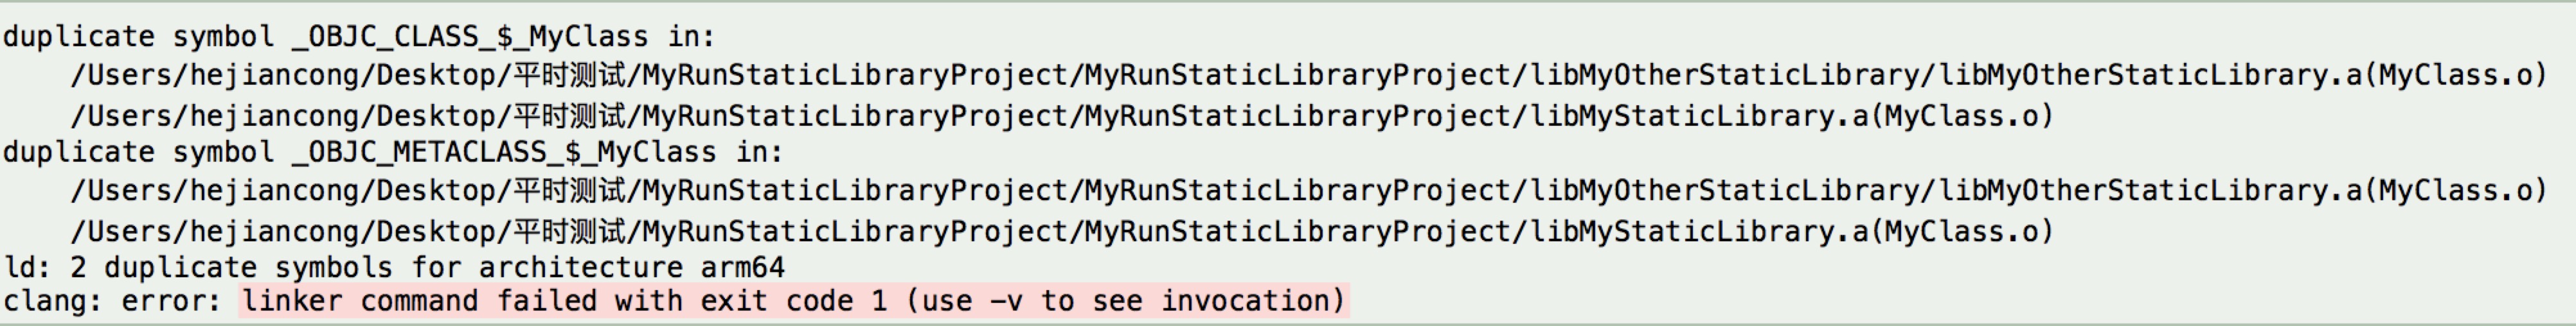 duplicate symbol _OBJC_CLASS_$_MyClass in:
    /Users/hejiancong/Desktop/平时测试/MyRunStaticLibraryProject/MyRunStaticLibraryProject/libMyOtherStaticLibrary/libMyOtherStaticLibrary.a(MyClass.o)
    /Users/hejiancong/Desktop/平时测试/MyRunStaticLibraryProject/MyRunStaticLibraryProject/libMyStaticLibrary.a(MyClass.o)
duplicate symbol _OBJC_METACLASS_$_MyClass in:
    /Users/hejiancong/Desktop/平时测试/MyRunStaticLibraryProject/MyRunStaticLibraryProject/libMyOtherStaticLibrary/libMyOtherStaticLibrary.a(MyClass.o)
    /Users/hejiancong/Desktop/平时测试/MyRunStaticLibraryProject/MyRunStaticLibraryProject/libMyStaticLibrary.a(MyClass.o)
ld: 2 duplicate symbols for architecture arm64
clang: error: linker command failed with exit code 1 (use -v to see invocation)